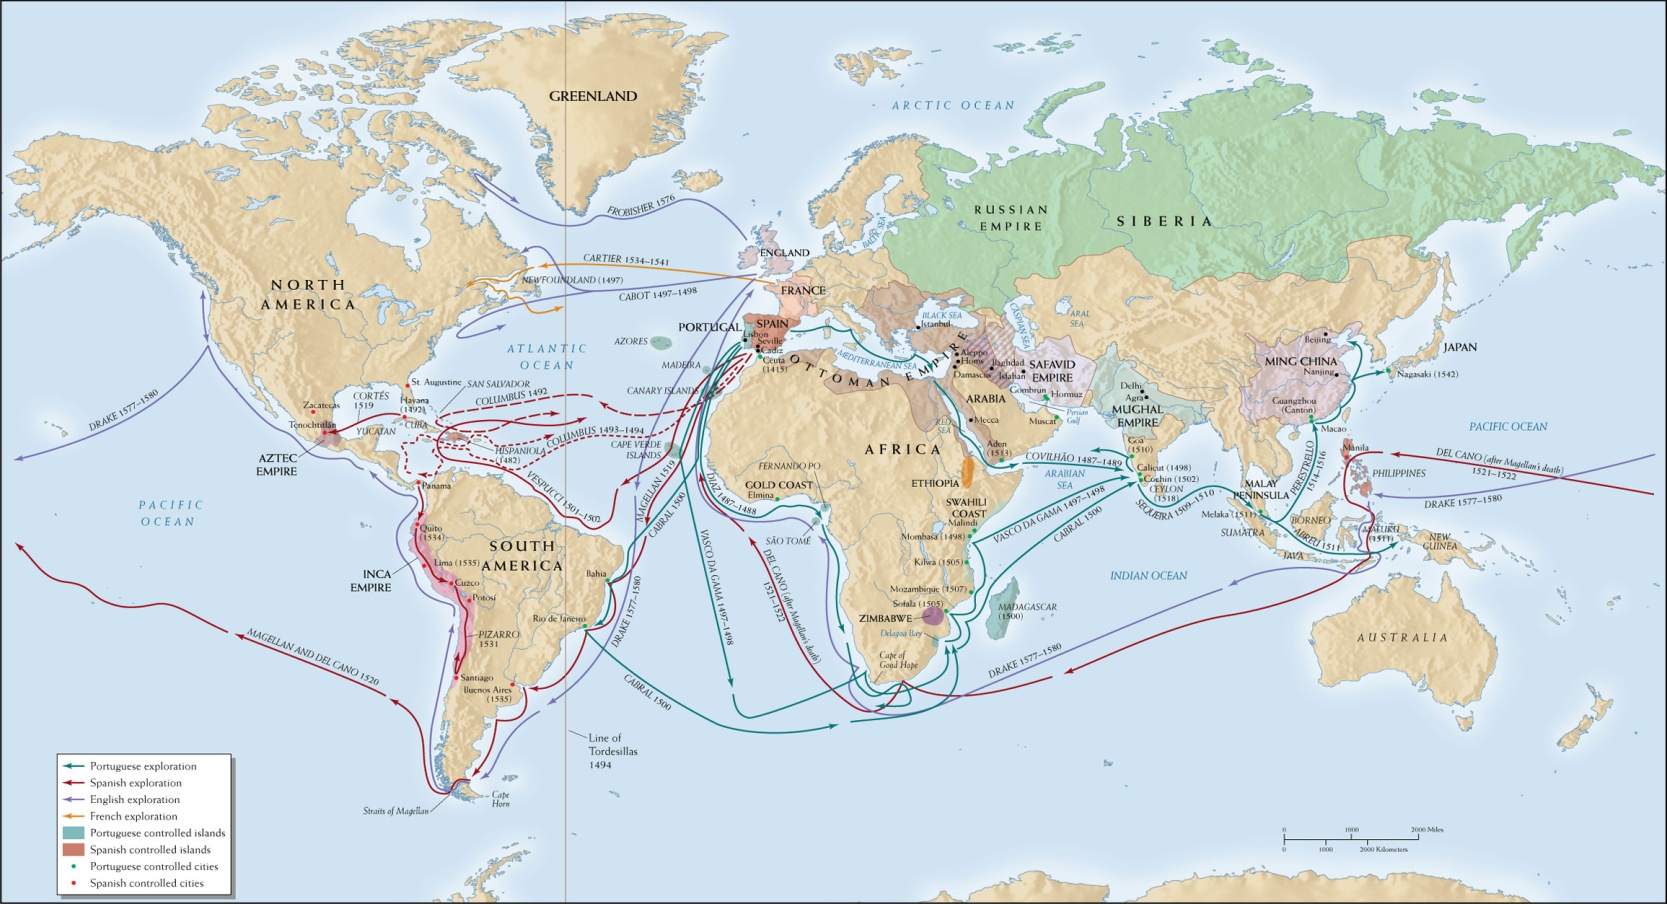 GREENLAND
ARCTIC OCEAN
RUSSIAN
EMPIRE
SIBERIA
FROBISHER 1576
BALTIC SEA
ENGLAND
CARTIER 1534–1541
NEWFOUNDLAND (1497)
CABOT 1497–1498
FRANCE
NORTH
AMERICA
ATLANTIC
OCEAN
PORTUGAL
SPAIN
Lisbon
Seville
Cadiz
Ceuta
(1415)
AZORES
MADEIRA
CANARY ISLANDS
BLACK SEA
Istanbul
CASPIAN SEA
ARAL
SEA
MEDITERRANEAN SEA
OTTOMAN EMPIRE
Aleppo
Homs
Damascus
Baghdad
Isfahan
SAFAVID
EMPIRE
Gombrun
Hormuz
Persian
Gulf
Muscat
ARABIA
Mecca
RED
SEA
Aden
(1513)
Delhi
Agra
MUGHAL
EMPIRE
Beijing
MING CHINA
Nanjing
Guangzhou
(Canton)
Macao
JAPAN
Nagasaki (1542)
PACIFIC OCEAN
DRAKE 1577–1580
St. Augustine
SAN SALVADOR
COLUMBUS 1492
CORTÉS
1519
Havana
(1492)
CUBA
Zacatecas
Tenochtitlán
YUCATAN
AZTEC
EMPIRE
HISPANIOLA
(1482)
COLUMBUS 1493–1494
CAPE VERDE
ISLANDS
Panama
VESPUCCI 1501–1502
MAGELLAN 1519
CABRAL 1500
DIAZ 1487–1488
FERNANDO PO
GOLD COAST
Elmina
SÃO TOMÉ
AFRICA
ETHIOPIA
SWAHILI
COAST
Malindi
Mombasa (1498)
Kilwa (1505)
Mozambique (1507)
Sofala (1505)
ZIMBABWE
Delagoa Bay
MADAGASCAR
(1500)
Cape of
Good Hope
COVILHÃO 1487–1489
ARABIAN
SEA
VASCO DA GAMA 1497–1498
CABRAL 1500
Goa
(1510)
Calicut (1498)
Cochin (1502)
CEYLON
(1518)
SEQUEIRA 1509–1510
MALAY
PENINSULA
Melaka (1511)
SUMATRA
BORNEO
JAVA
ABREU 1511
PERESTRELLO
1514–1516
Manila
PHILIPPINES
MALUKU
(1511)
NEW
GUINEA
DEL CANO (after Magellan's death)
1521–1522
DRAKE 1577–1580
INDIAN OCEAN
AUSTRALIA
PACIFIC
OCEAN
Quito
(1534)
SOUTH
AMERICA
INCA
EMPIRE
Lima (1535)
Cuzco
Potosí
PIZARRO
1531
Santiago
Buenos Aires
(1535)
Bahia
Rio de Janeiro
DRAKE 1577–1580
VASCO DA GAMA 1497–1498
DEL CANO (after Magellan's death)
1521–1522
CABRAL 1500
DRAKE 1577–1580
MAGELLAN AND DEL CANO 1520
Line of
Tordesillas
1494
Cape
Horn
Straits of Magellan
Portuguese exploration
Spanish exploration
English exploration
French exploration
Portuguese controlled islands
Spanish controlled islands
Portuguese controlled cities
Spanish controlled cities
0 1000 2000 Miles
0 1000 2000 Kilometers